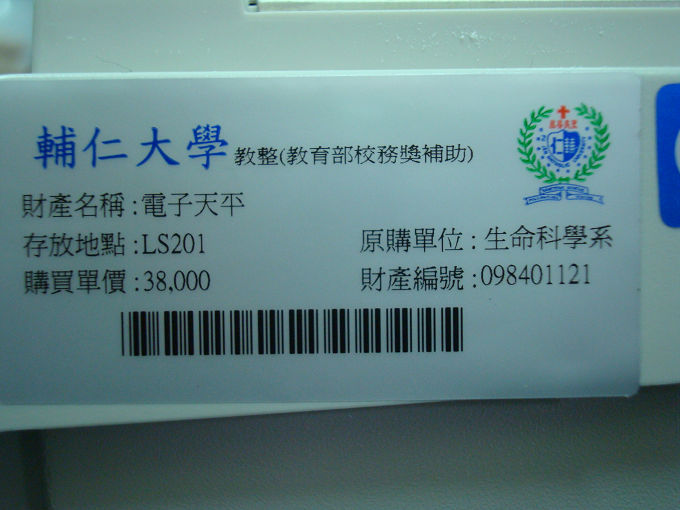 輔仁大學 教整(教育部校務獎補助)
財產名稱:電子天平
存放地點:LS201 原購單位:生命科學系
購買單價:38,000 財產編號:098401121